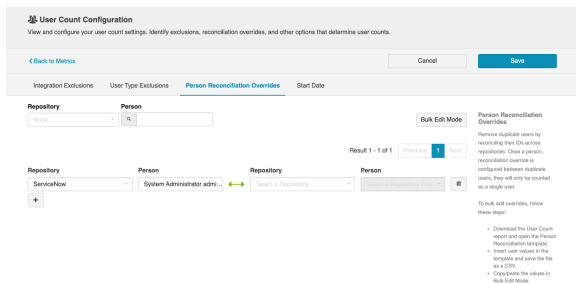 User Count Configuration
View and configure your user count settings. Identify exclusions, reconciliation overrides, and other options that determine user counts.
Back to Metrics
Cancel
Save
Integration Exclusions
User Type Exclusions
Person Reconciliation Overrides
Start Date
Repository
Person
None
Bulk Edit Mode
Result 1 - 1 of 1
Previous
1
Next
Repository
Person
Repository
Person
ServiceNow
System Administrator admi...
Select a Repository
+
Person Reconciliation
Overrides
Remove duplicate users by
reconciling their IDs across
repositories. Once a person
reconciliation override is
configured between duplicate
users, they will only be counted
as a single user.
To bulk edit overrides, follow
these steps:
Download the User Count
report and open the Person
Reconciliation template.
Insert user values in the
template and save the file
as a CSV.
Copy/paste the values in
Bulk Edit Mode.